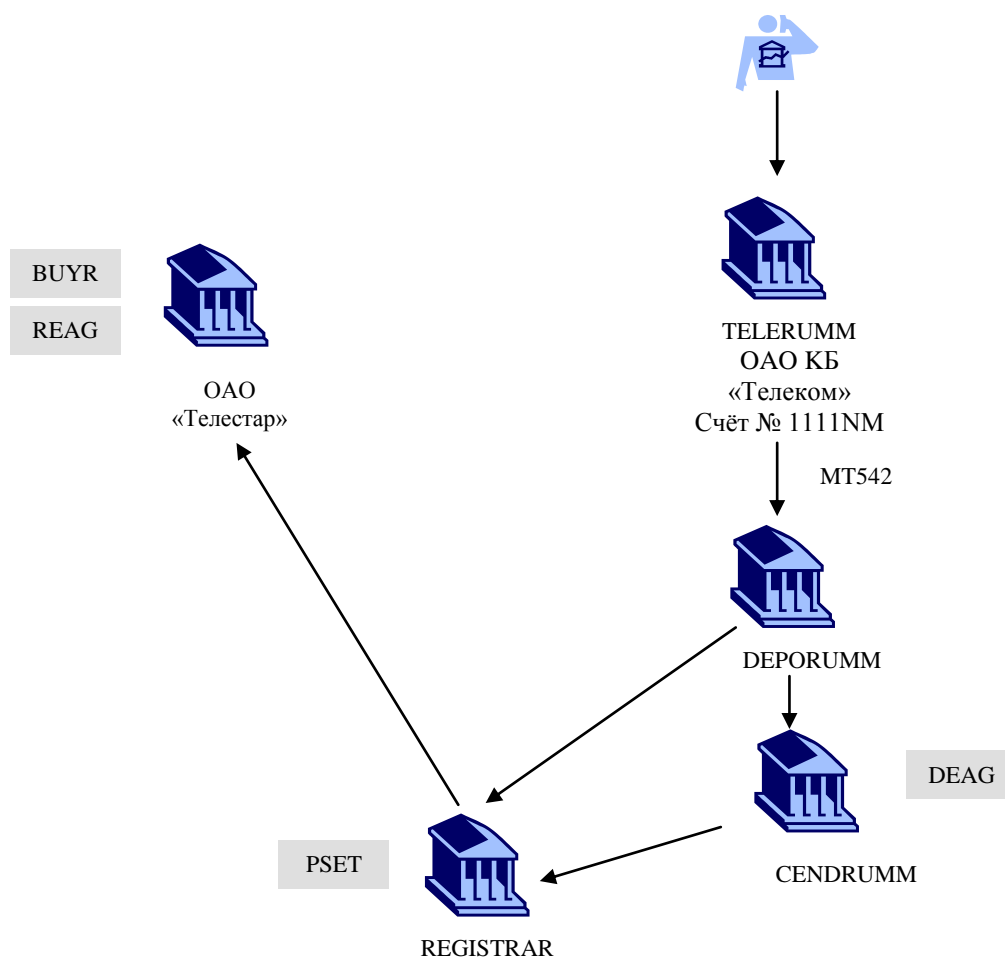 BUYR
REAG
ОАО
«Телестар»
TELERUMM
ОАО КБ
«Телеком»
Счёт № 1111NM
MT542
DEPORUMM
DEAG
CENDRUMM
PSET
REGISTRAR